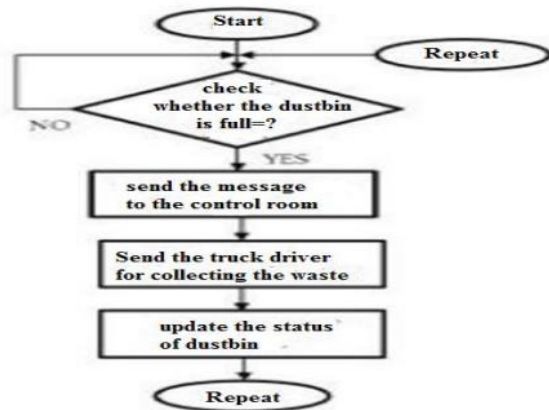 Start
Repeat
check
whether the dustbin
is full=?
NO
YES
send the message
to the control room
Send the truck driver
for collecting the waste
update the status
of dustbin
Repeat